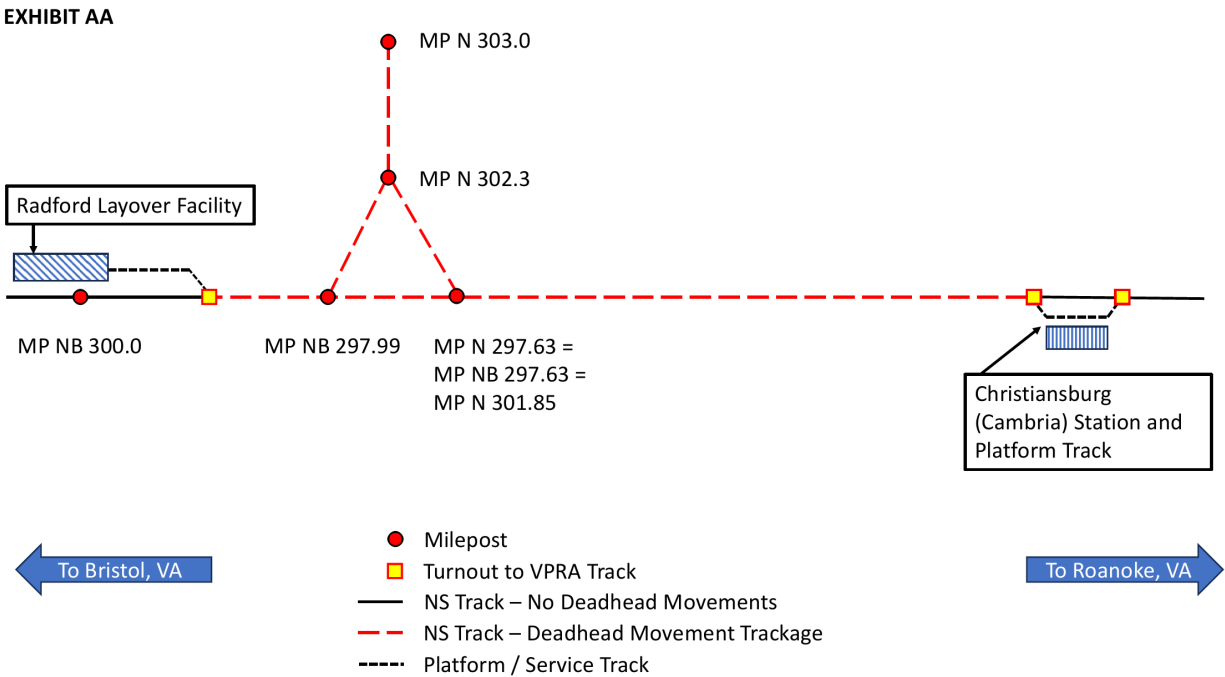 EXHIBIT AA
MP N 303.0
MP N 302.3
Radford Layover Facility
MP NB 300.0
MP NB 297.99
MP N 297.63 =
MP NB 297.63 =
MP N 301.85
Christiansburg
(Cambria) Station and
Platform Track
To Bristol, VA
To Roanoke, VA
Milepost
Turnout to VPRA Track
NS Track – No Deadhead Movements
NS Track – Deadhead Movement Trackage
Platform / Service Track